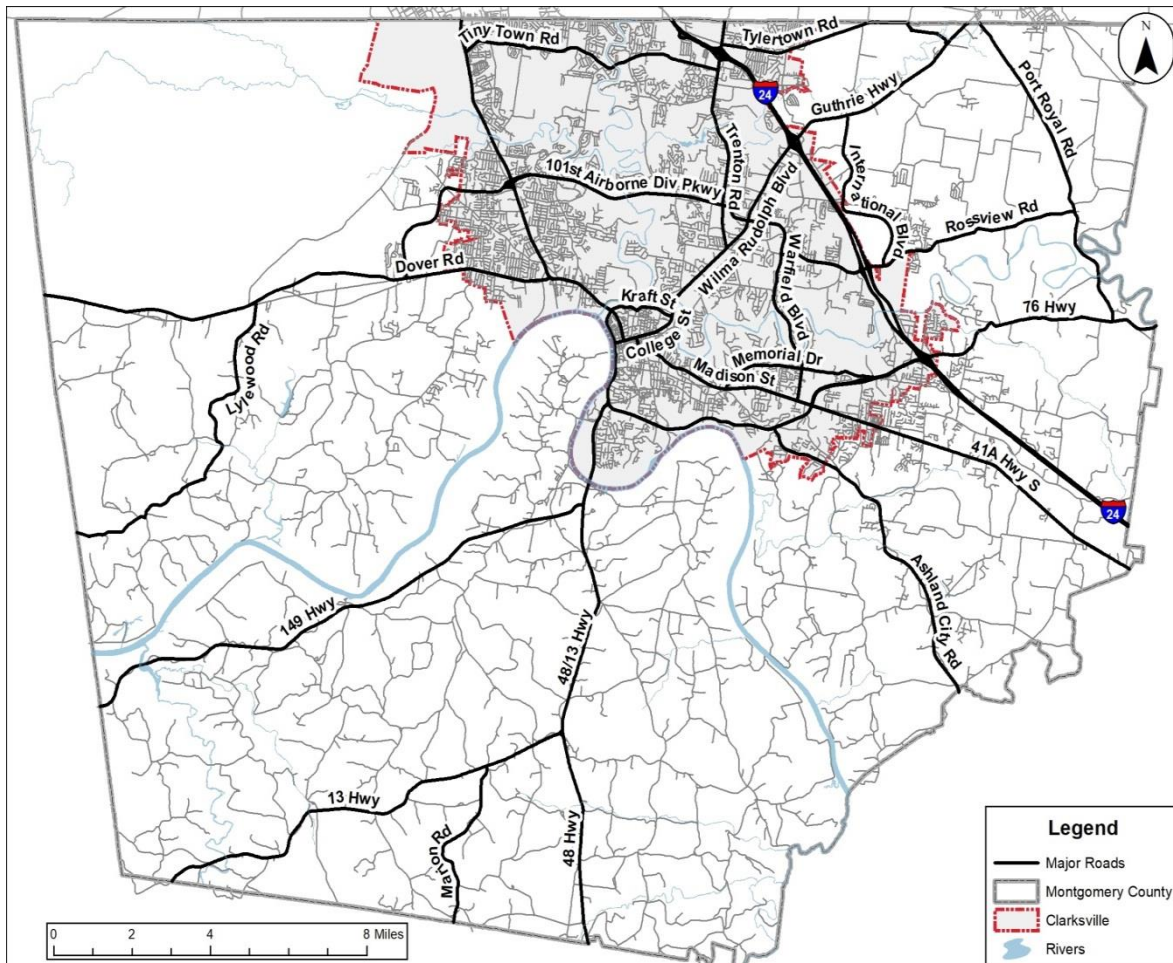 N
Tiny Town Rd
Tylertown Rd
24
Guthrie Hwy
Port Royal Rd
Trenton Rd
International Blvd
101st Airborne Div Pkwy
Wilma Rudolph Blvd
Rossview Rd
Warfield Blvd
Dover Rd
Kraft St
76 Hwy
College St
Memorial Dr
Madison St
Lylewood Rd
41A Hwy S
24
Ashland City Rd
149 Hwy
48/13 Hwy
13 Hwy
Marion Rd
48 Hwy
Legend
Major Roads
Montgomery County
Clarksville
Rivers
0 2 4 8 Miles